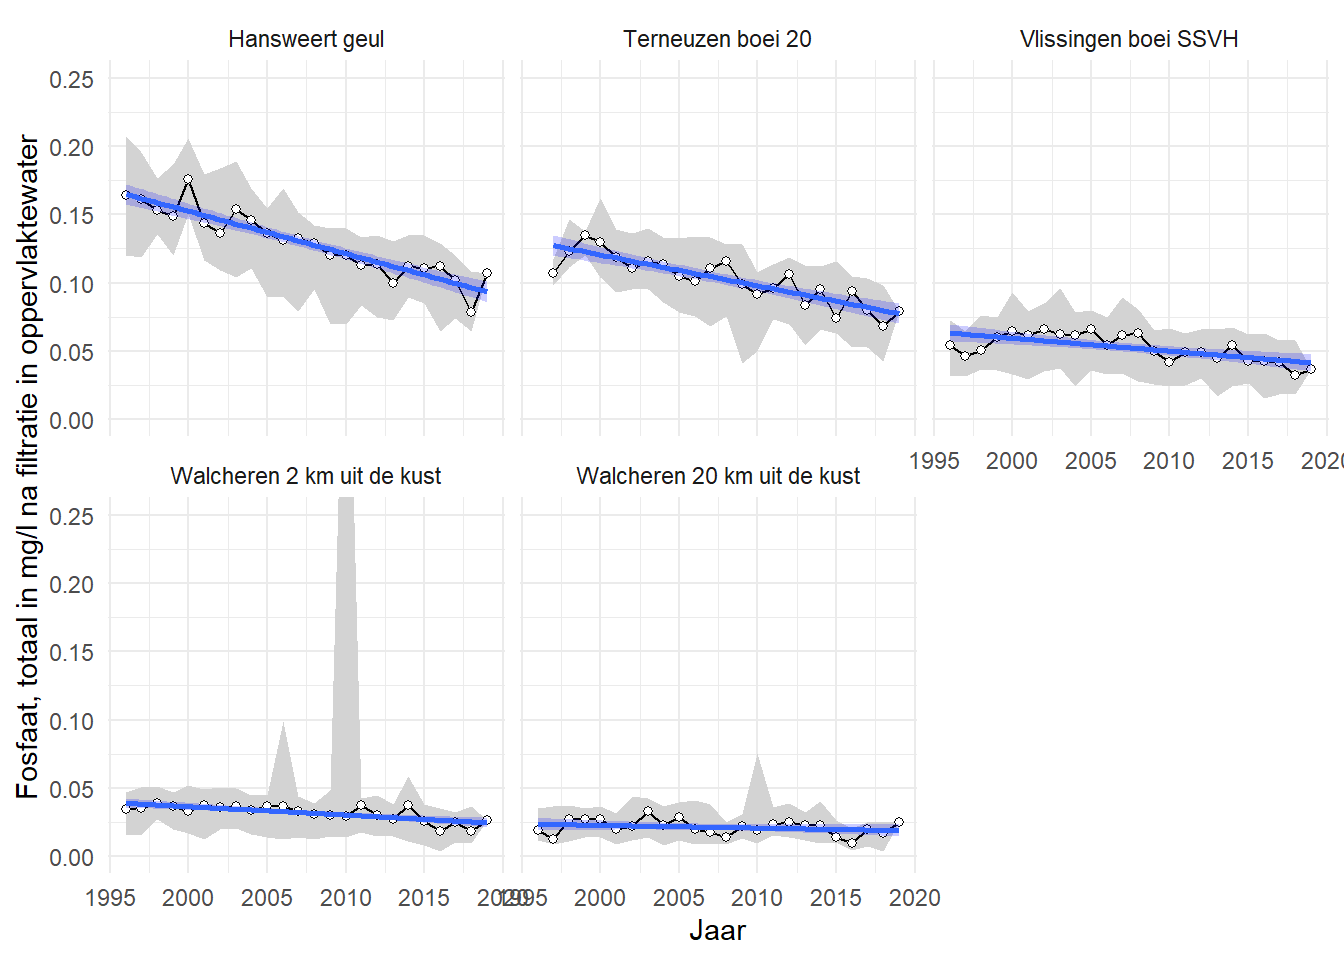 Hansweert geul
Terneuzen boei 20
Vlissingen boei SSVH
0.25
0.20
0.15
0.10
0.05
0.00
1995 2000 2005 2010 2015 2020
Walcheren 2 km uit de kust
Walcheren 20 km uit de kust
0.25
0.20
0.15
0.10
0.05
0.00
1995 2000 2005 2010 2015 2020
1995 2000 2005 2010 2015 2020
Jaar
Fosfaat, totaal in mg/l na filtratie in oppervlaktewater